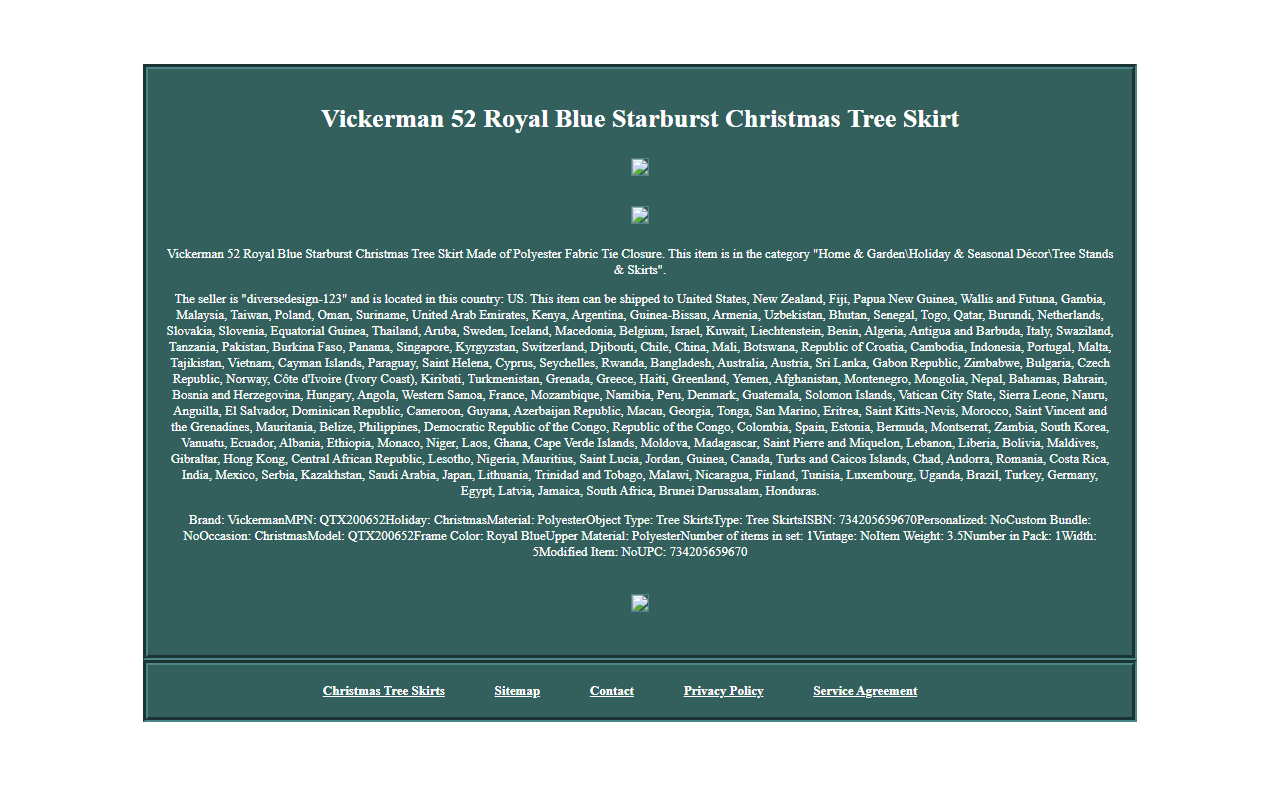 Vickerman 52 Royal Blue Starburst Christmas Tree Skirt
Vickerman 52 Royal Blue Starburst Christmas Tree Skirt Made of Polyester Fabric Tie Closure. This item is in the category "Home & Garden\Holiday & Seasonal Décor\Tree Stands
& Skirts".
The seller is "diversedesign-123" and is located in this country: US. This item can be shipped to United States, New Zealand, Fiji, Papua New Guinea, Wallis and Futuna, Gambia,
Malaysia, Taiwan, Poland, Oman, Suriname, United Arab Emirates, Kenya, Argentina, Guinea-Bissau, Armenia, Uzbekistan, Bhutan, Senegal, Togo, Qatar, Burundi, Netherlands,
Slovakia, Slovenia, Equatorial Guinea, Thailand, Aruba, Sweden, Iceland, Macedonia, Belgium, Israel, Kuwait, Liechtenstein, Benin, Algeria, Antigua and Barbuda, Italy, Swaziland,
Tanzania, Pakistan, Burkina Faso, Panama, Singapore, Kyrgyzstan, Switzerland, Djibouti, Chile, China, Mali, Botswana, Republic of Croatia, Cambodia, Indonesia, Portugal, Malta,
Tajikistan, Vietnam, Cayman Islands, Paraguay, Saint Helena, Cyprus, Seychelles, Rwanda, Bangladesh, Australia, Austria, Sri Lanka, Gabon Republic, Zimbabwe, Bulgaria, Czech
Republic, Norway, Côte d'Ivoire (Ivory Coast), Kiribati, Turkmenistan, Grenada, Greece, Haiti, Greenland, Yemen, Afghanistan, Montenegro, Mongolia, Nepal, Bahamas, Bahrain,
Bosnia and Herzegovina, Hungary, Angola, Western Samoa, France, Mozambique, Namibia, Peru, Denmark, Guatemala, Solomon Islands, Vatican City State, Sierra Leone, Nauru,
Anguilla, El Salvador, Dominican Republic, Cameroon, Guyana, Azerbaijan Republic, Macau, Georgia, Tonga, San Marino, Eritrea, Saint Kitts-Nevis, Morocco, Saint Vincent and
the Grenadines, Mauritania, Belize, Philippines, Democratic Republic of the Congo, Republic of the Congo, Colombia, Spain, Estonia, Bermuda, Montserrat, Zambia, South Korea,
Vanuatu, Ecuador, Albania, Ethiopia, Monaco, Niger, Laos, Ghana, Cape Verde Islands, Moldova, Madagascar, Saint Pierre and Miquelon, Lebanon, Liberia, Bolivia, Maldives,
Gibraltar, Hong Kong, Central African Republic, Lesotho, Nigeria, Mauritius, Saint Lucia, Jordan, Guinea, Canada, Turks and Caicos Islands, Chad, Andorra, Romania, Costa Rica,
India, Mexico, Serbia, Kazakhstan, Saudi Arabia, Japan, Lithuania, Trinidad and Tobago, Malawi, Nicaragua, Finland, Tunisia, Luxembourg, Uganda, Brazil, Turkey, Germany,
Egypt, Latvia, Jamaica, South Africa, Brunei Darussalam, Honduras.
Brand: VickermanMPN: QTX200652Holiday: ChristmasMaterial: PolyesterObject Type: Tree SkirtsType: Tree SkirtsISBN: 734205659670Personalized: NoCustom Bundle:
NoOccasion: ChristmasModel: QTX200652Frame Color: Royal BlueUpper Material: PolyesterNumber of items in set: 1Vintage: NoItem Weight: 3.5Number in Pack: 1Width:
5Modified Item: NoUPC: 734205659670
Christmas Tree Skirts Sitemap Contact Privacy Policy Service Agreement